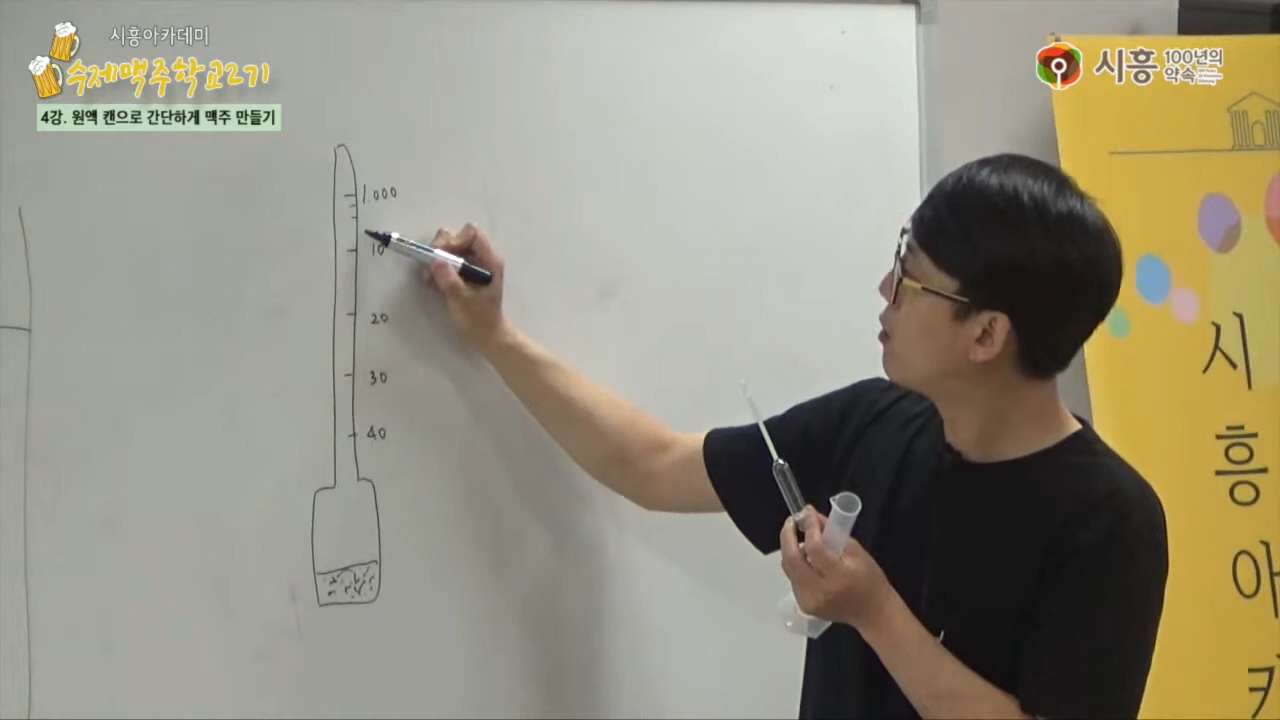 시흥아카데미
수제맥주학교2기
4강. 원액 캔으로 간단하게 맥주 만들기
시흥 100년의 약속
1.000
10
20
30
40
시
흥
아
카